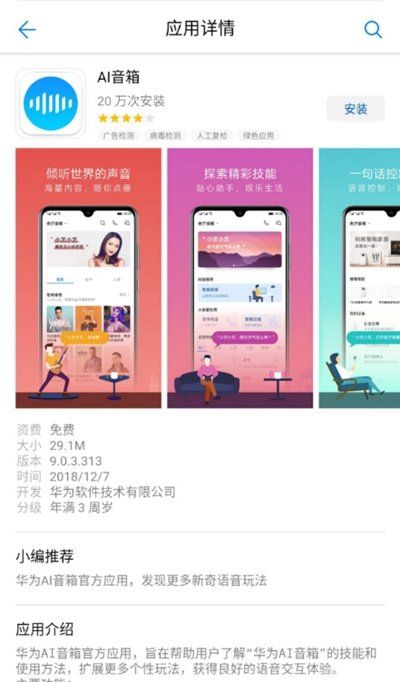 应用详情
AI音箱
20 万次安装
安装
广告检测 病毒检测 人工复检 绿色应用
倾听世界的声音
海量内容，随你点播
探索精彩技能
贴心助手，娱乐生活
一句话控
语音控制，
资费 免费
大小 29.1M
版本 9.0.3.313
时间 2018/12/7
开发 华为软件技术有限公司
分级 年满 3 周岁
小编推荐
华为AI音箱官方应用，发现更多新奇语音玩法
应用介绍
华为AI音箱官方应用，旨在帮助用户了解“华为AI音箱”的技能和
使用方法，扩展更多个性玩法，获得良好的语音交互体验。
主要功能：